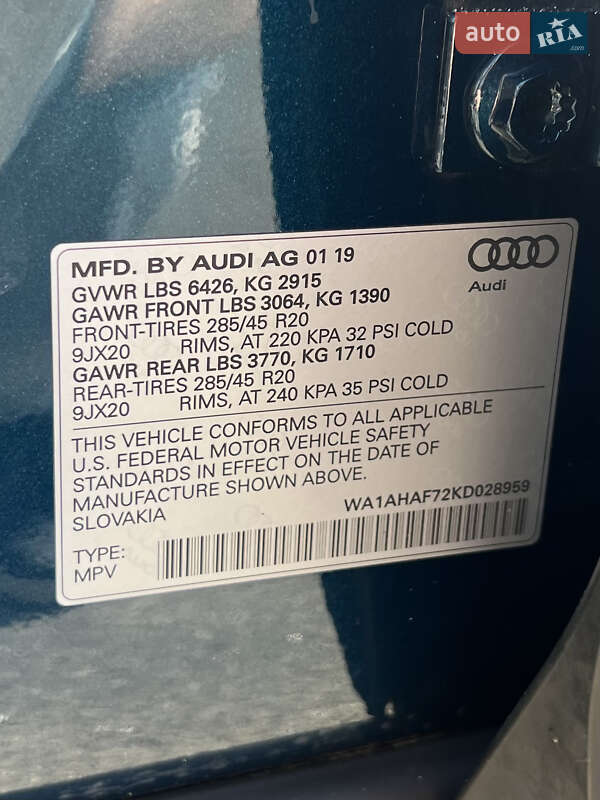 auto RIA.com
MFD. BY AUDI AG 01 19
GVWR LBS 6426, KG 2915
GAWR FRONT LBS 3064, KG 1390
FRONT-TIRES 285/45 R20
9JX20 RIMS, AT 220 KPA 32 PSI COLD
GAWR REAR LBS 3770, KG 1710
REAR-TIRES 285/45 R20
9JX20 RIMS, AT 240 KPA 35 PSI COLD
Audi
THIS VEHICLE CONFORMS TO ALL APPLICABLE
U.S. FEDERAL MOTOR VEHICLE SAFETY
STANDARDS IN EFFECT ON THE DATE OF
MANUFACTURE SHOWN ABOVE.
SLOVAKIA
WA1AHAF72KD028959
TYPE:
MPV